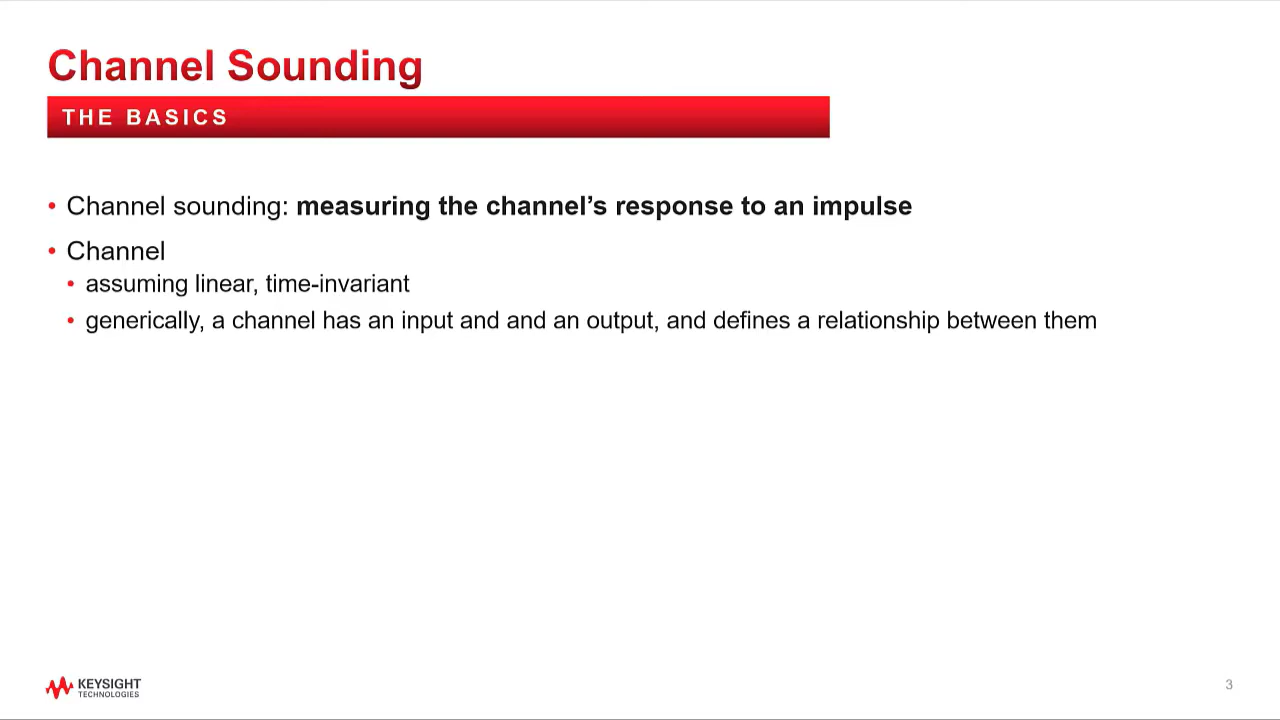 Channel Sounding
THE BASICS
• Channel sounding: measuring the channel’s response to an impulse
• Channel
• assuming linear, time-invariant
• generically, a channel has an input and and an output, and defines a relationship between them
KEYSIGHT
TECHNOLOGIES
3